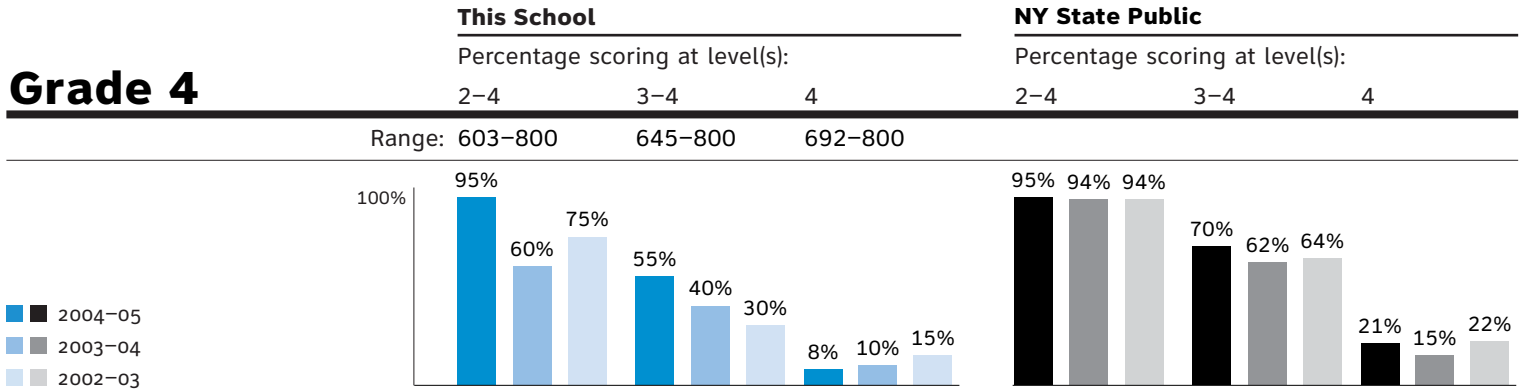 This School NY State Public
Percentage scoring at level(s): Percentage scoring at level(s):
Grade 4 2–4 3–4 4 2–4 3–4 4
Range: 603–800 645–800 692–800
100% 95% 60% 75% 55% 40% 30% 8% 10% 15% 95% 94% 94% 70% 62% 64% 21% 15% 22%
2004–05
2003–04
2002–03